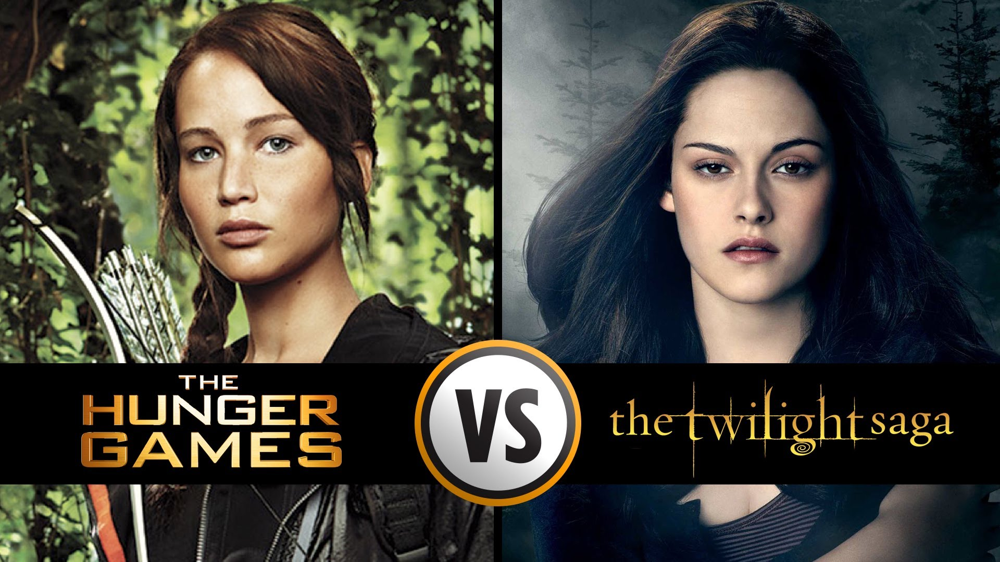 THE
HUNGER
GAMES
VS
the twilight saga